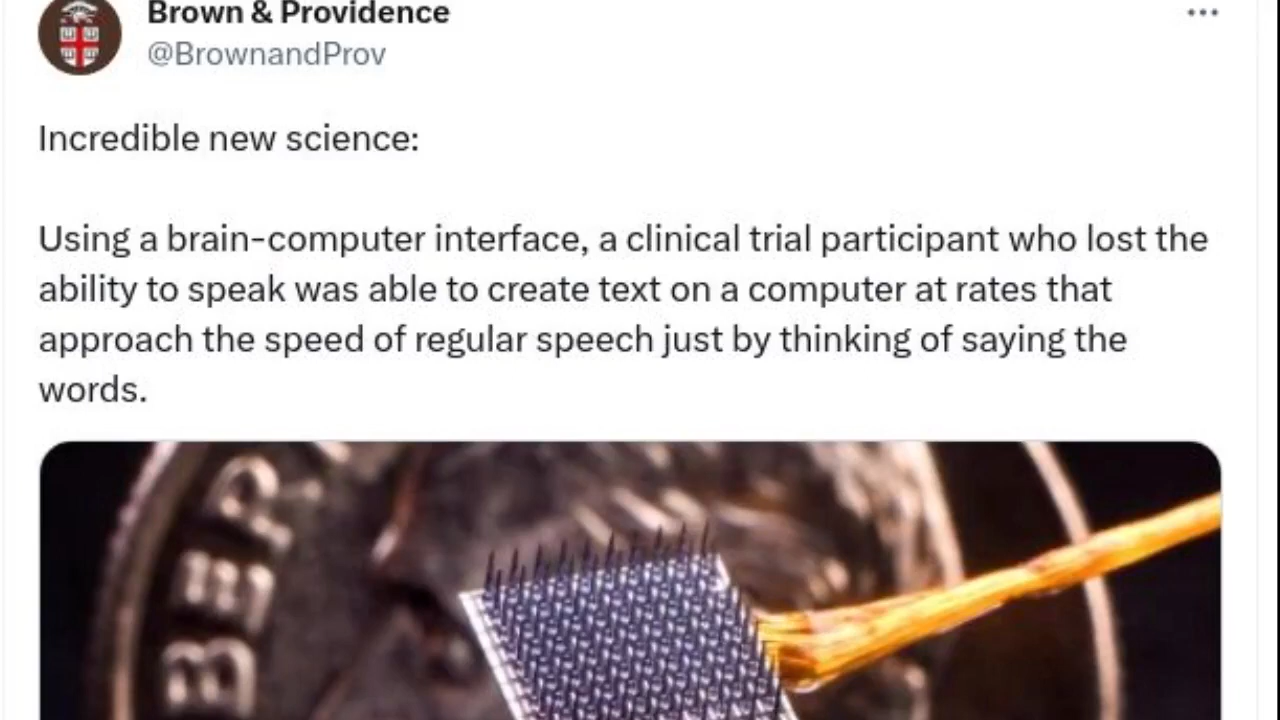 Brown & Providence
@BrownandProv
Incredible new science:
Using a brain-computer interface, a clinical trial participant who lost the
ability to speak was able to create text on a computer at rates that
approach the speed of regular speech just by thinking of saying the
words.
BER